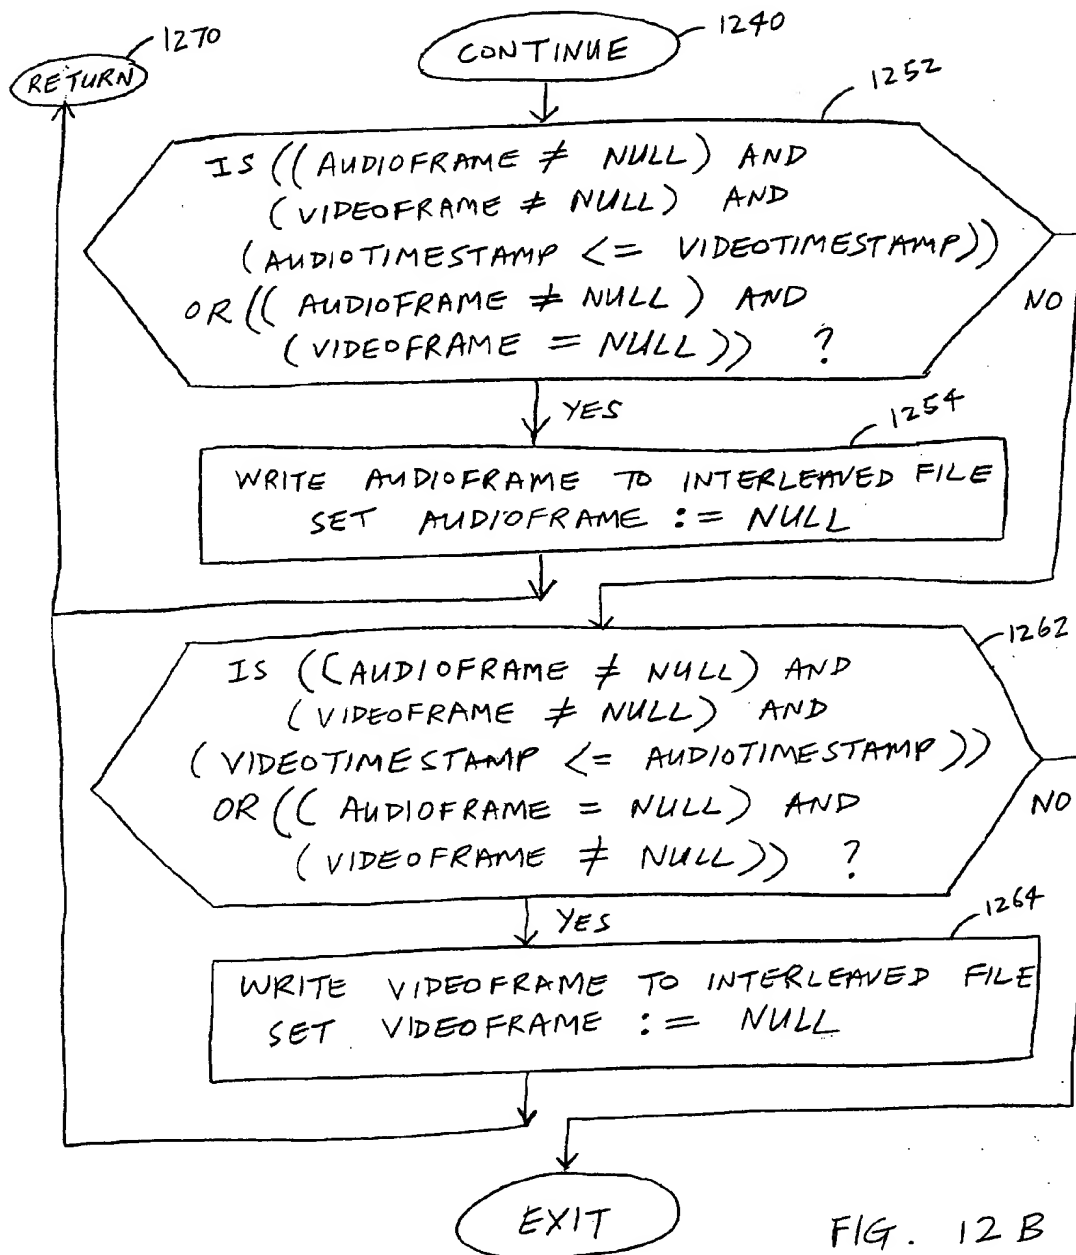 1270
RETURN
CONTINUE
1240
1252
IS ((AUDIOFRAME ≠ NULL) AND
(VIDEOFRAME ≠ NULL) AND
(AUDIOTIMESTAMP <= VIDEOTIMESTAMP))
OR ((AUDIOFRAME ≠ NULL) AND
(VIDEOFRAME = NULL)) ?
NO
YES
1254
WRITE AUDIOFRAME TO INTERLEAVED FILE
SET AUDIOFRAME := NULL
1262
IS ((AUDIOFRAME ≠ NULL) AND
(VIDEOFRAME ≠ NULL) AND
(VIDEOTIMESTAMP <= AUDIOTIMESTAMP))
OR ((AUDIOFRAME = NULL) AND
(VIDEOFRAME ≠ NULL)) ?
NO
YES
1264
WRITE VIDEOFRAME TO INTERLEAVED FILE
SET VIDEOFRAME := NULL
EXIT
FIG. 12B